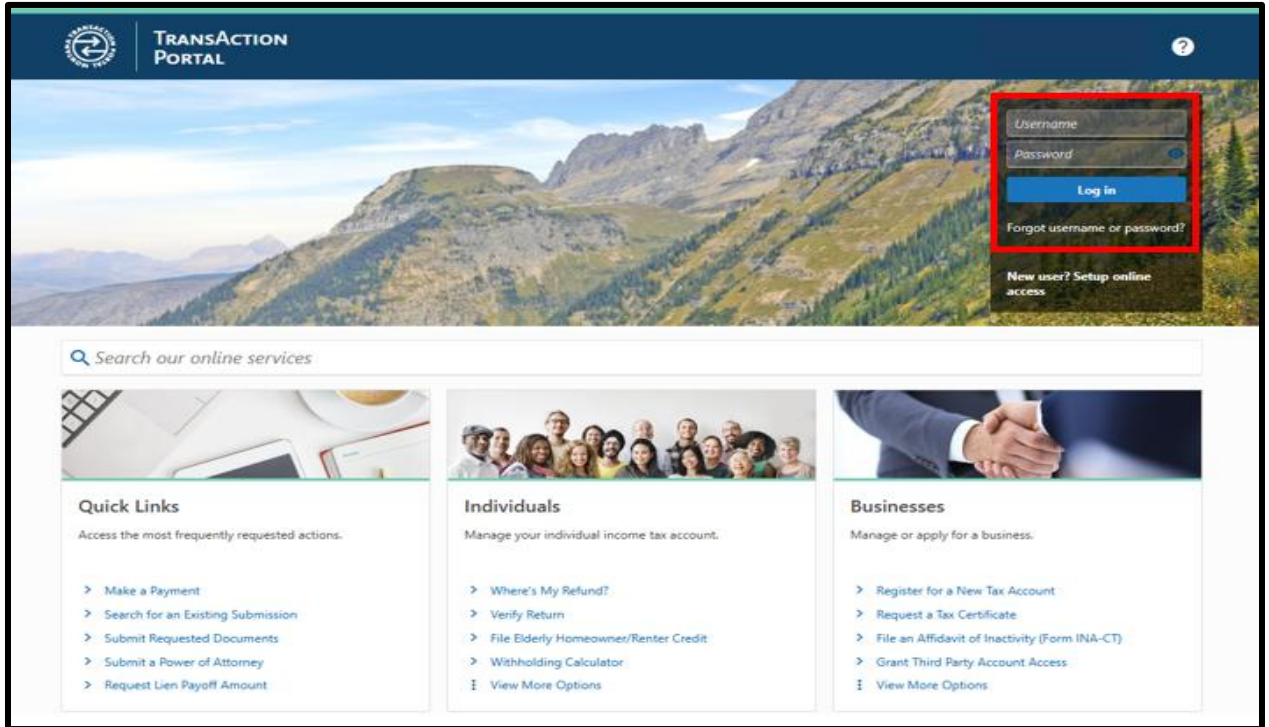 TransAction
Portal
?
Username
Password
Log in
Forgot username or password?
New user? Setup online
access
Search our online services
Quick Links
Access the most frequently requested actions.
> Make a Payment
> Search for an Existing Submission
> Submit Requested Documents
> Submit a Power of Attorney
> Request Lien Payoff Amount
Individuals
Manage your individual income tax account.
> Where's My Refund?
> Verify Return
> File Elderly Homeowner/Renter Credit
> Withholding Calculator
View More Options
Businesses
Manage or apply for a business.
> Register for a New Tax Account
> Request a Tax Certificate
> File an Affidavit of Inactivity (Form INA-CT)
> Grant Third Party Account Access
View More Options